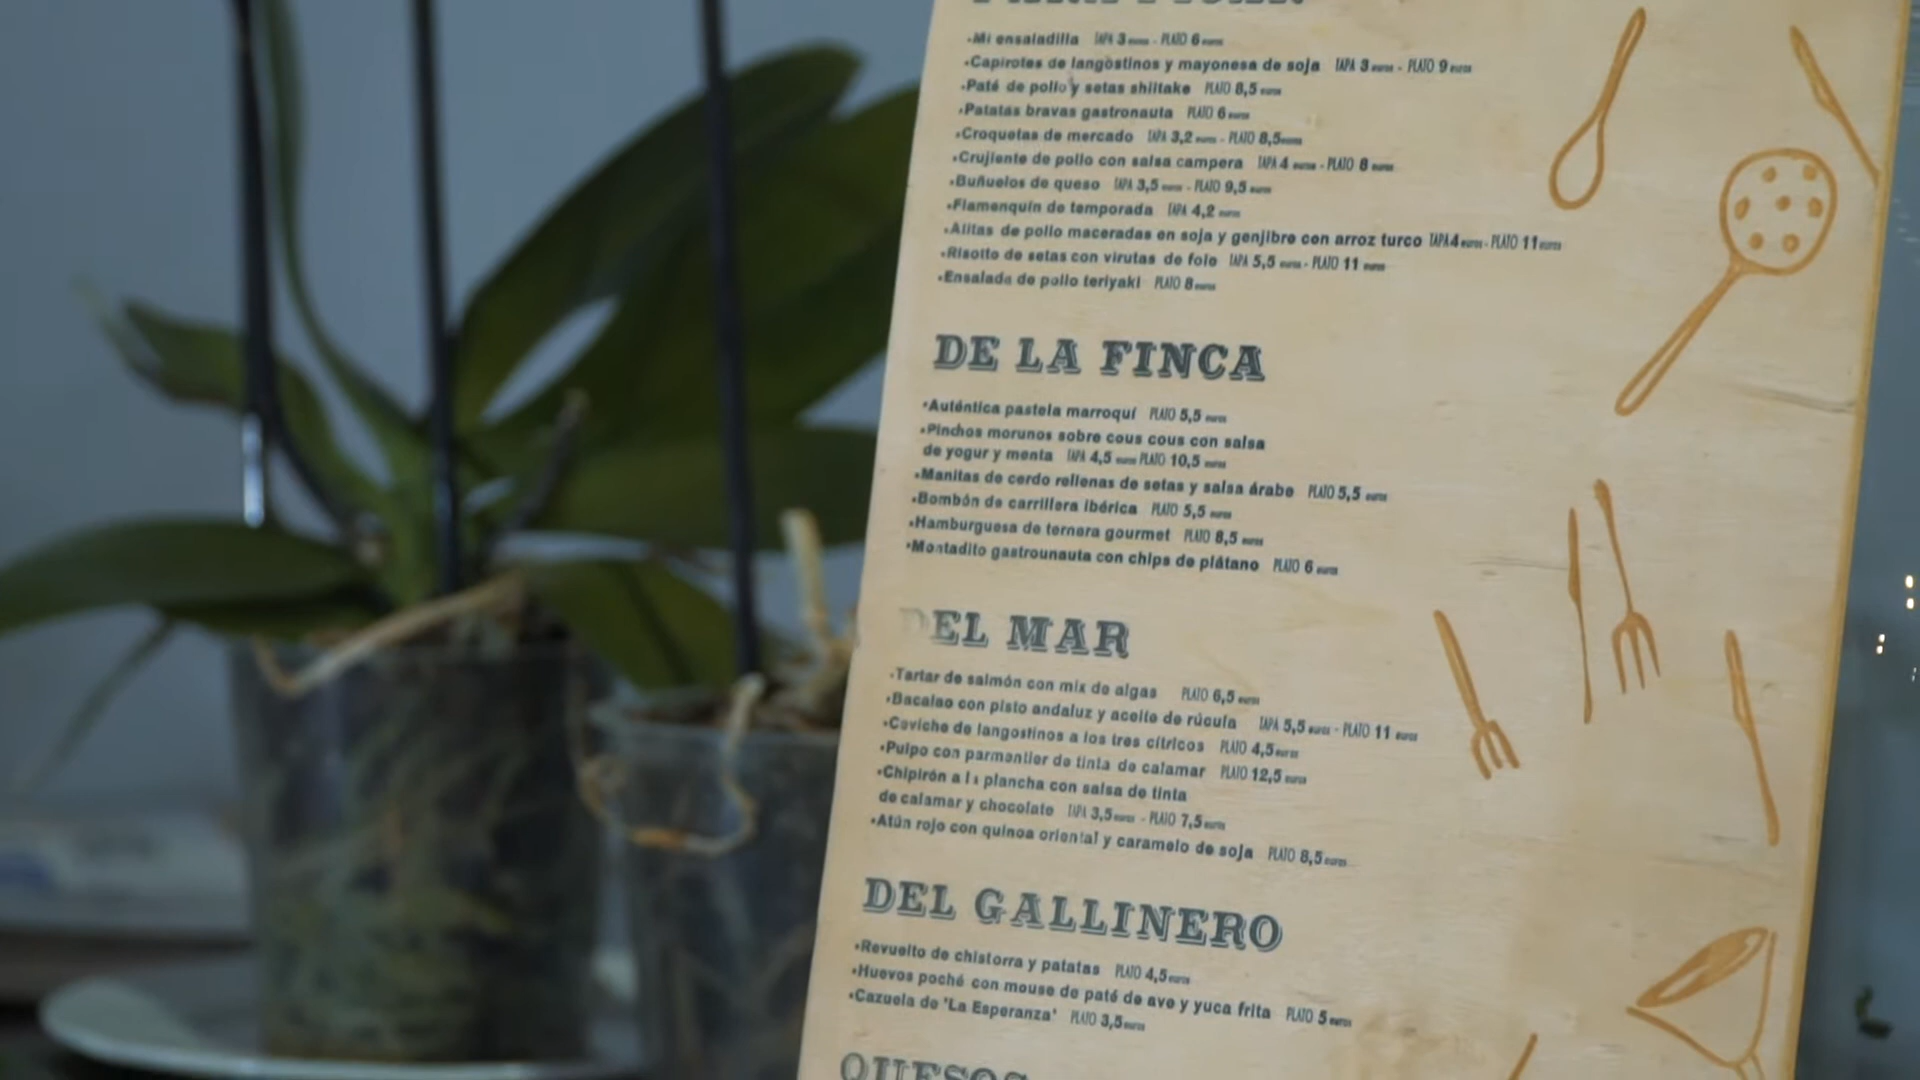 •Mi ensaladilla TAPA 3 euros - PLATO 6 euros
•Capirotes de langostinos y mayonesa de soja TAPA 3 euros - PLATO 9 euros
•Paté de pollo y setas shiitake PLATO 8,5 euros
•Patatas bravas gastronauta PLATO 6 euros
•Croquetas de mercado TAPA 3,2 euros - PLATO 8,5 euros
•Crujiente de pollo con salsa campera TAPA 4 euros - PLATO 8 euros
•Buñuelos de queso TAPA 3,5 euros - PLATO 9,5 euros
•Flamenquín de temporada TAPA 4,2 euros
•Alitas de pollo maceradas en soja y genjibre con arroz turco TAPA 4 euros - PLATO 11 euros
•Risotto de setas con virutas de foie TAPA 5,5 euros - PLATO 11 euros
•Ensalada de pollo teriyaki PLATO 8 euros
DE LA FINCA
•Auténtica pastela marroquí PLATO 5,5 euros
•Pinchos morunos sobre cous cous con salsa
de yogur y menta TAPA 4,5 euros PLATO 10,5 euros
•Manitas de cerdo rellenas de setas y salsa árabe PLATO 5,5 euros
•Bombón de carrillera ibérica PLATO 5,5 euros
•Hamburguesa de ternera gourmet PLATO 8,5 euros
•Montadito gastrounauta con chips de plátano PLATO 6 euros
DEL MAR
•Tartar de salmón con mix de algas PLATO 6,5 euros
•Bacalao con pisto andaluz y aceite de rúcula TAPA 5,5 euros - PLATO 11 euros
•Ceviche de langostinos a los tres cítricos PLATO 4,5 euros
•Pulpo con parmentier de tinta de calamar PLATO 12,5 euros
•Chipirón a la plancha con salsa de tinta
de calamar y chocolate TAPA 3,5 euros - PLATO 7,5 euros
•Atún rojo con quinoa oriental y caramelo de soja PLATO 8,5 euros
DEL GALLINERO
•Revuelto de chistorra y patatas PLATO 4,5 euros
•Huevos poché con mouse de paté de ave y yuca frita PLATO 5 euros
•Cazuela de "La Esperanza" PLATO 3,5 euros
QUESOS